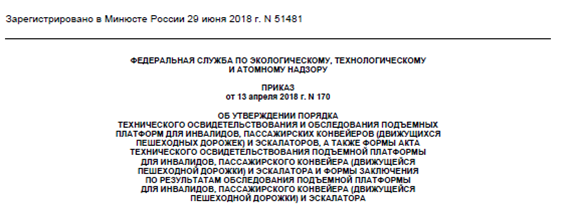 Зарегистрировано в Минюсте России 29 июня 2018 г. N 51481
ФЕДЕРАЛЬНАЯ СЛУЖБА ПО ЭКОЛОГИЧЕСКОМУ, ТЕХНОЛОГИЧЕСКОМУ
И АТОМНОМУ НАДЗОРУ
ПРИКАЗ
от 13 апреля 2018 г. N 170
ОБ УТВЕРЖДЕНИИ ПОРЯДКА
ТЕХНИЧЕСКОГО ОСВИДЕТЕЛЬСТВОВАНИЯ И ОБСЛЕДОВАНИЯ ПОДЪЕМНЫХ
ПЛАТФОРМ ДЛЯ ИНВАЛИДОВ, ПАССАЖИРСКИХ КОНВЕЙЕРОВ (ДВИЖУЩИХСЯ
ПЕШЕХОДНЫХ ДОРОЖЕК) И ЭСКАЛАТОРОВ, А ТАКЖЕ ФОРМЫ АКТА
ТЕХНИЧЕСКОГО ОСВИДЕТЕЛЬСТВОВАНИЯ ПОДЪЕМНОЙ ПЛАТФОРМЫ
ДЛЯ ИНВАЛИДОВ, ПАССАЖИРСКОГО КОНВЕЙЕРА (ДВИЖУЩЕЙСЯ
ПЕШЕХОДНОЙ ДОРОЖКИ) И ЭСКАЛАТОРА И ФОРМЫ ЗАКЛЮЧЕНИЯ
ПО РЕЗУЛЬТАТАМ ОБСЛЕДОВАНИЯ ПОДЪЕМНОЙ ПЛАТФОРМЫ
ДЛЯ ИНВАЛИДОВ, ПАССАЖИРСКОГО КОНВЕЙЕРА (ДВИЖУЩЕЙСЯ
ПЕШЕХОДНОЙ ДОРОЖКИ) И ЭСКАЛАТОРА